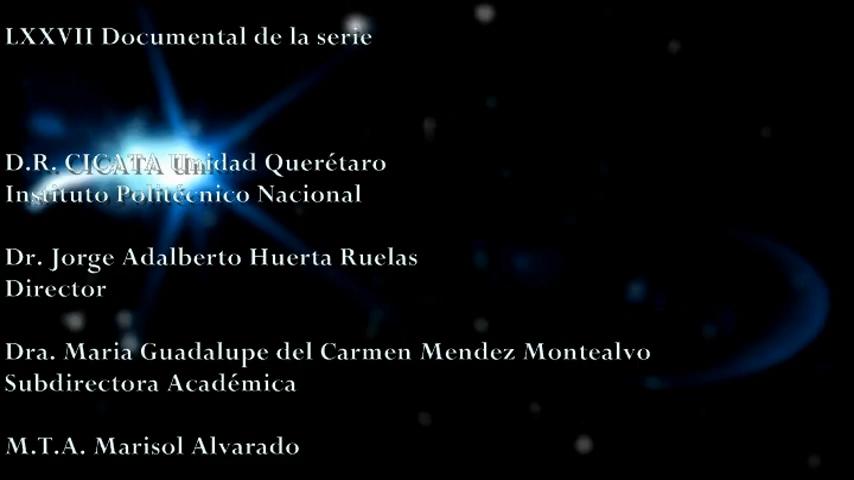 LXXVII Documental de la serie
D.R. CICATA Unidad Querétaro
Instituto Politécnico Nacional
Dr. Jorge Adalberto Huerta Ruelas
Director
Dra. Maria Guadalupe del Carmen Mendez Montealvo
Subdirectora Académica
M.T.A. Marisol Alvarado